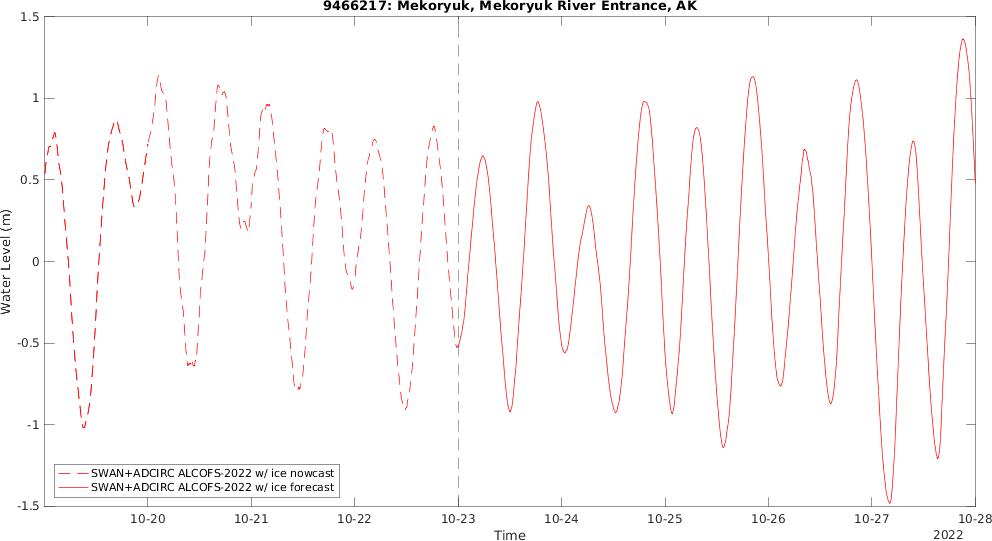 9466217: Mekoryuk, Mekoryuk River Entrance, AK
1.5
1
0.5
0
-0.5
-1
-1.5
Water Level (m)
SWAN+ADCIRC ALCOFS-2022 w/ ice nowcast
SWAN+ADCIRC ALCOFS-2022 w/ ice forecast
10-20 10-21 10-22 10-23 10-24 10-25 10-26 10-27 10-28
Time
2022